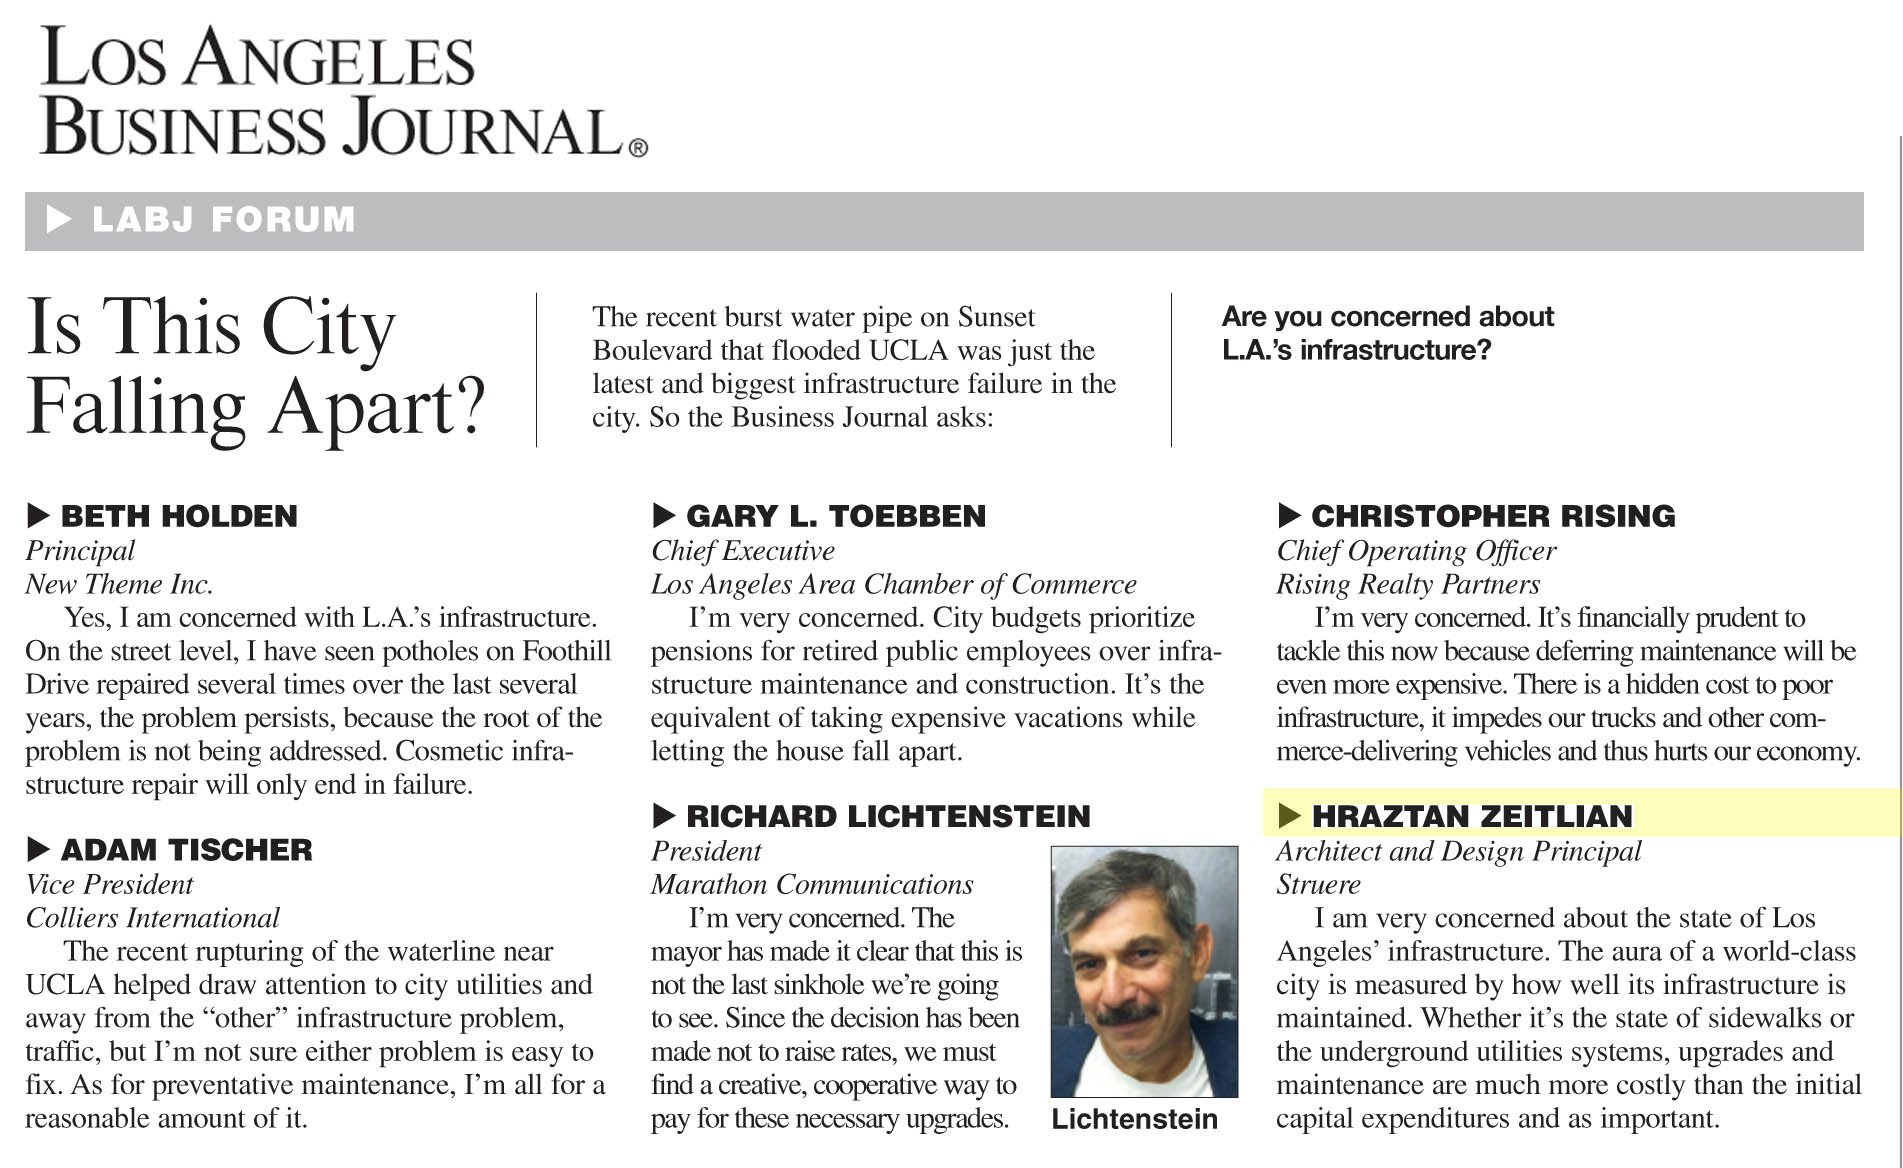 LOS ANGELES
BUSINESS JOURNAL®
▶ LABJ FORUM
Is This City
Falling Apart?
The recent burst water pipe on Sunset
Boulevard that flooded UCLA was just the
latest and biggest infrastructure failure in the
city. So the Business Journal asks:
Are you concerned about
L.A.’s infrastructure?
▶ BETH HOLDEN
Principal
New Theme Inc.
Yes, I am concerned with L.A.’s infrastructure.
On the street level, I have seen potholes on Foothill
Drive repaired several times over the last several
years, the problem persists, because the root of the
problem is not being addressed. Cosmetic infra-
structure repair will only end in failure.
▶ ADAM TISCHER
Vice President
Colliers International
The recent rupturing of the waterline near
UCLA helped draw attention to city utilities and
away from the “other” infrastructure problem,
traffic, but I’m not sure either problem is easy to
fix. As for preventative maintenance, I’m all for a
reasonable amount of it.
▶ GARY L. TOEBBEN
Chief Executive
Los Angeles Area Chamber of Commerce
I’m very concerned. City budgets prioritize
pensions for retired public employees over infra-
structure maintenance and construction. It’s the
equivalent of taking expensive vacations while
letting the house fall apart.
▶ RICHARD LICHTENSTEIN
President
Marathon Communications
I’m very concerned. The
mayor has made it clear that this is
not the last sinkhole we’re going
to see. Since the decision has been
made not to raise rates, we must
find a creative, cooperative way to
pay for these necessary upgrades.
Lichtenstein
▶ CHRISTOPHER RISING
Chief Operating Officer
Rising Realty Partners
I’m very concerned. It’s financially prudent to
tackle this now because deferring maintenance will be
even more expensive. There is a hidden cost to poor
infrastructure, it impedes our trucks and other com-
merce-delivering vehicles and thus hurts our economy.
▶ HRAZTAN ZEITLIAN
Architect and Design Principal
Struere
I am very concerned about the state of Los
Angeles’ infrastructure. The aura of a world-class
city is measured by how well its infrastructure is
maintained. Whether it’s the state of sidewalks or
the underground utilities systems, upgrades and
maintenance are much more costly than the initial
capital expenditures and as important.